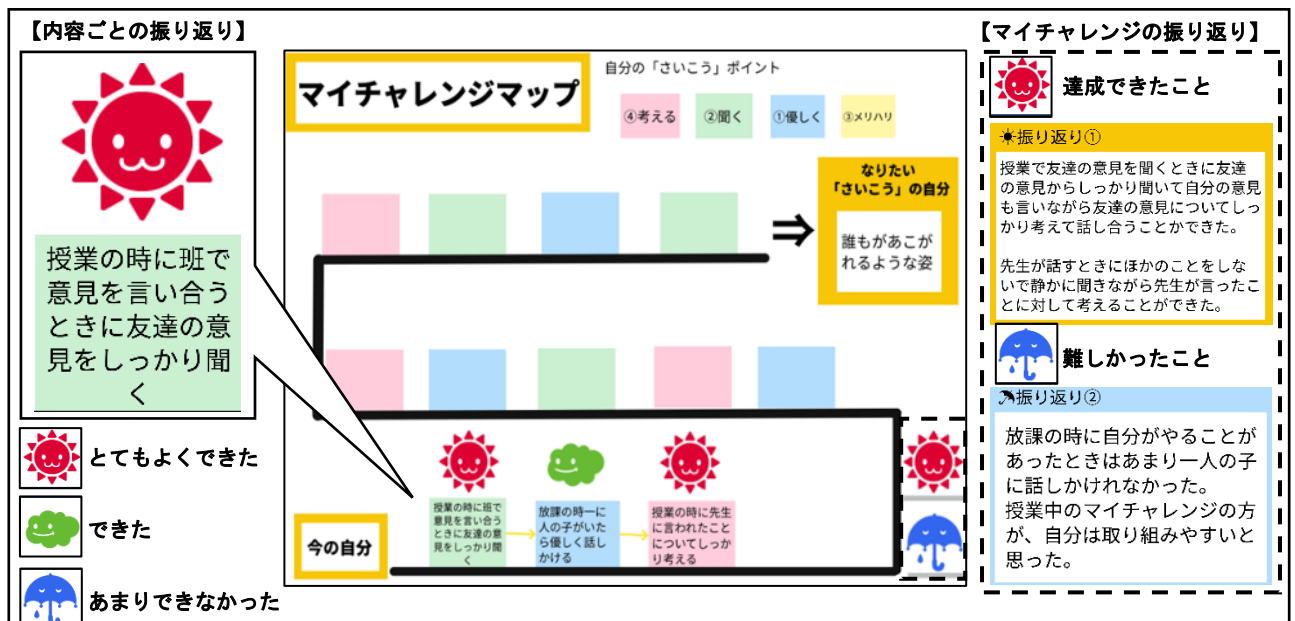 【内容ごとの振り返り】
授業の時に班で
意見を言い合う
ときに友達の意
見をしっかり聞
く
とてもよくできた
できた
あまりできなかった
マイチャレンジマップ
自分の「さいこう」ポイント
④考える
②聞く
①優しく
③メリハリ
なりたい
「さいこう」の自分
誰もがあこが
れるような姿
⇒
今の自分
授業の時に班で
意見を言い合う
ときに友達の意
見をしっかり聞
く
放課の時一に
人の子がいた
ら優しく話し
かける
授業の時に先生
に言われたこと
についてしっか
り考える
【マイチャレンジの振り返り】
達成できたこと
☀振り返り①
授業で友達の意見を聞くときに友達
の意見からしっかり聞いて自分の意見
も言いながら友達の意見についてしっ
かり考えて話し合うことかできた。
先生が話すときにほかのことをしな
いで静かに聞きながら先生が言ったこ
とに対して考えることができた。
難しかったこと
☂振り返り②
放課の時に自分がやることが
あったときはあまり一人の子
に話しかけれなかった。
授業中のマイチャレンジの方
が、自分は取り組みやすいと
思った。